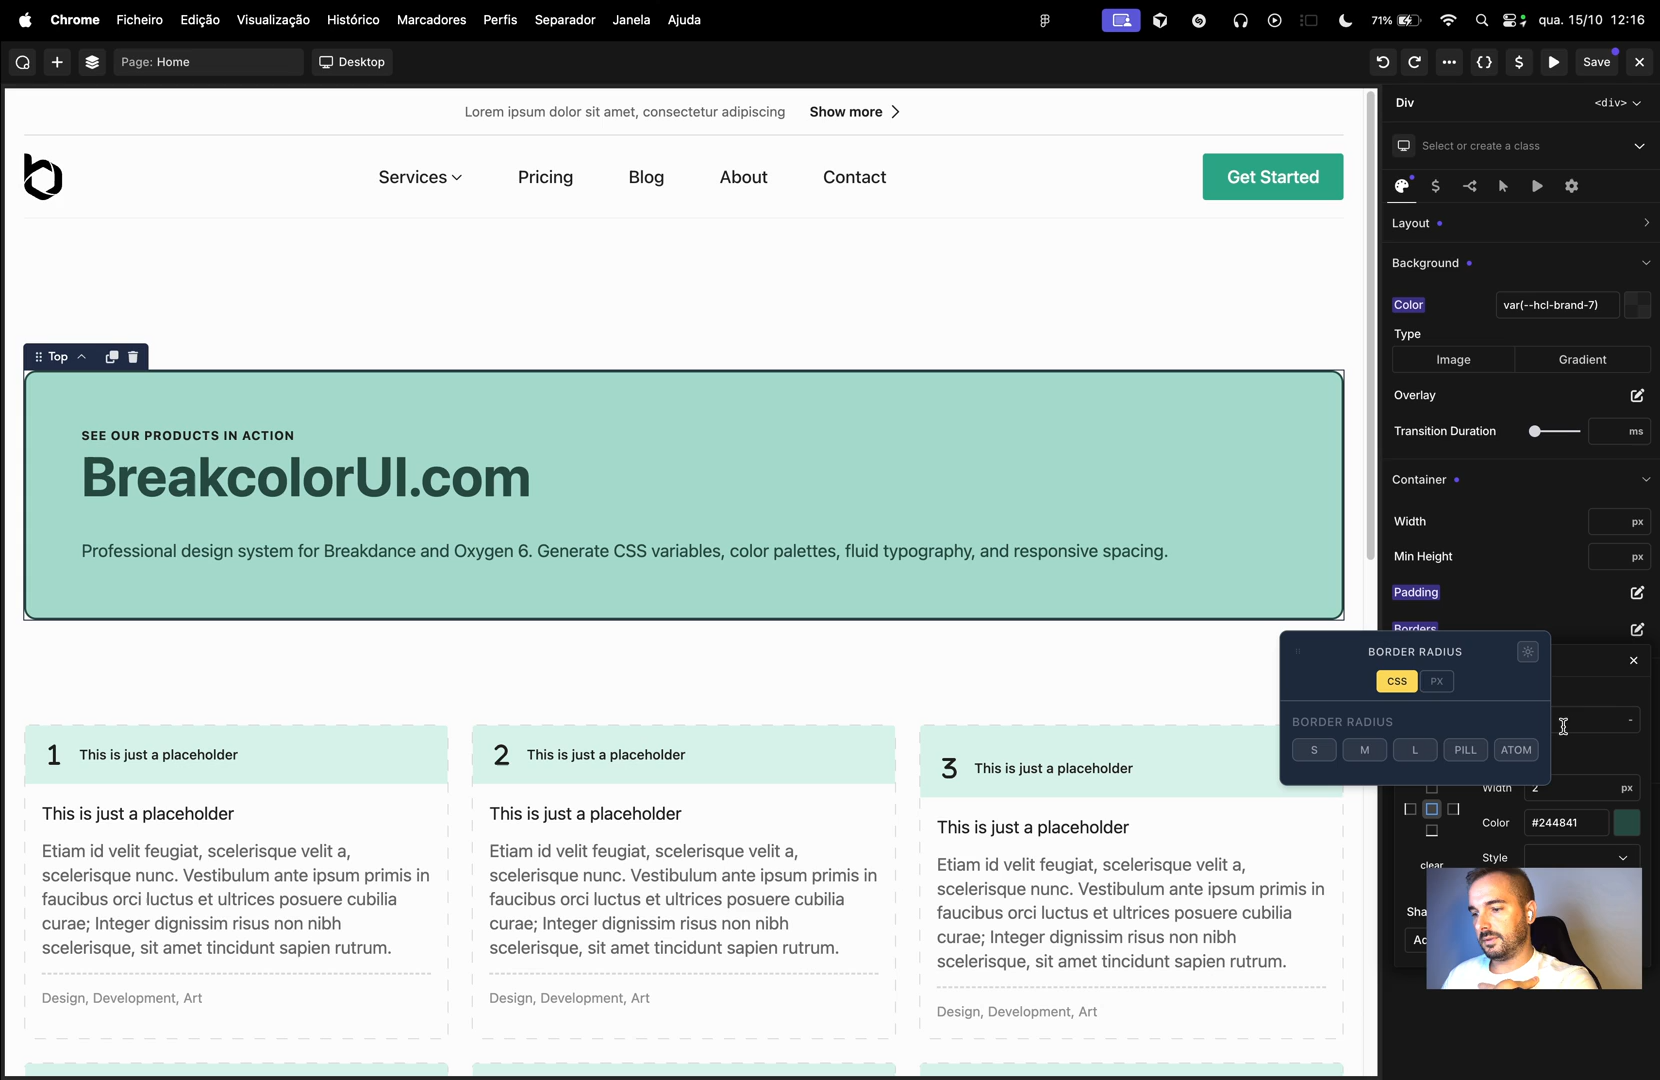 Chrome Ficheiro Edição Visualização Histórico Marcadores Perfis Separador Janela Ajuda 71% qua. 15/10 12:16
Page: Home Desktop $ Save
Lorem ipsum dolor sit amet, consectetur adipiscing Show more
Services Pricing Blog About Contact Get Started
Top
SEE OUR PRODUCTS IN ACTION
BreakcolorUI.com
Professional design system for Breakdance and Oxygen 6. Generate CSS variables, color palettes, fluid typography, and responsive spacing.
1 This is just a placeholder
This is just a placeholder
Etiam id velit feugiat, scelerisque velit a,
scelerisque nunc. Vestibulum ante ipsum primis in
faucibus orci luctus et ultrices posuere cubilia
curae; Integer dignissim risus non nibh
scelerisque, sit amet tincidunt sapien rutrum.
Design, Development, Art
2 This is just a placeholder
This is just a placeholder
Etiam id velit feugiat, scelerisque velit a,
scelerisque nunc. Vestibulum ante ipsum primis in
faucibus orci luctus et ultrices posuere cubilia
curae; Integer dignissim risus non nibh
scelerisque, sit amet tincidunt sapien rutrum.
Design, Development, Art
3 This is just a placeholder
This is just a placeholder
Etiam id velit feugiat, scelerisque velit a,
scelerisque nunc. Vestibulum ante ipsum primis in
faucibus orci luctus et ultrices posuere cubilia
curae; Integer dignissim risus non nibh
scelerisque, sit amet tincidunt sapien rutrum.
Design, Development, Art
Div <div>
Select or create a class
$
Layout
Background
Color var(--hcl-brand-7)
Type
Image Gradient
Overlay
Transition Duration ms
Container
Width px
Min Height px
Padding
Borders
BORDER RADIUS
CSS PX
BORDER RADIUS
S M L PILL ATOM
-
Width 2 px
Color #244841
Style
clear
Sha